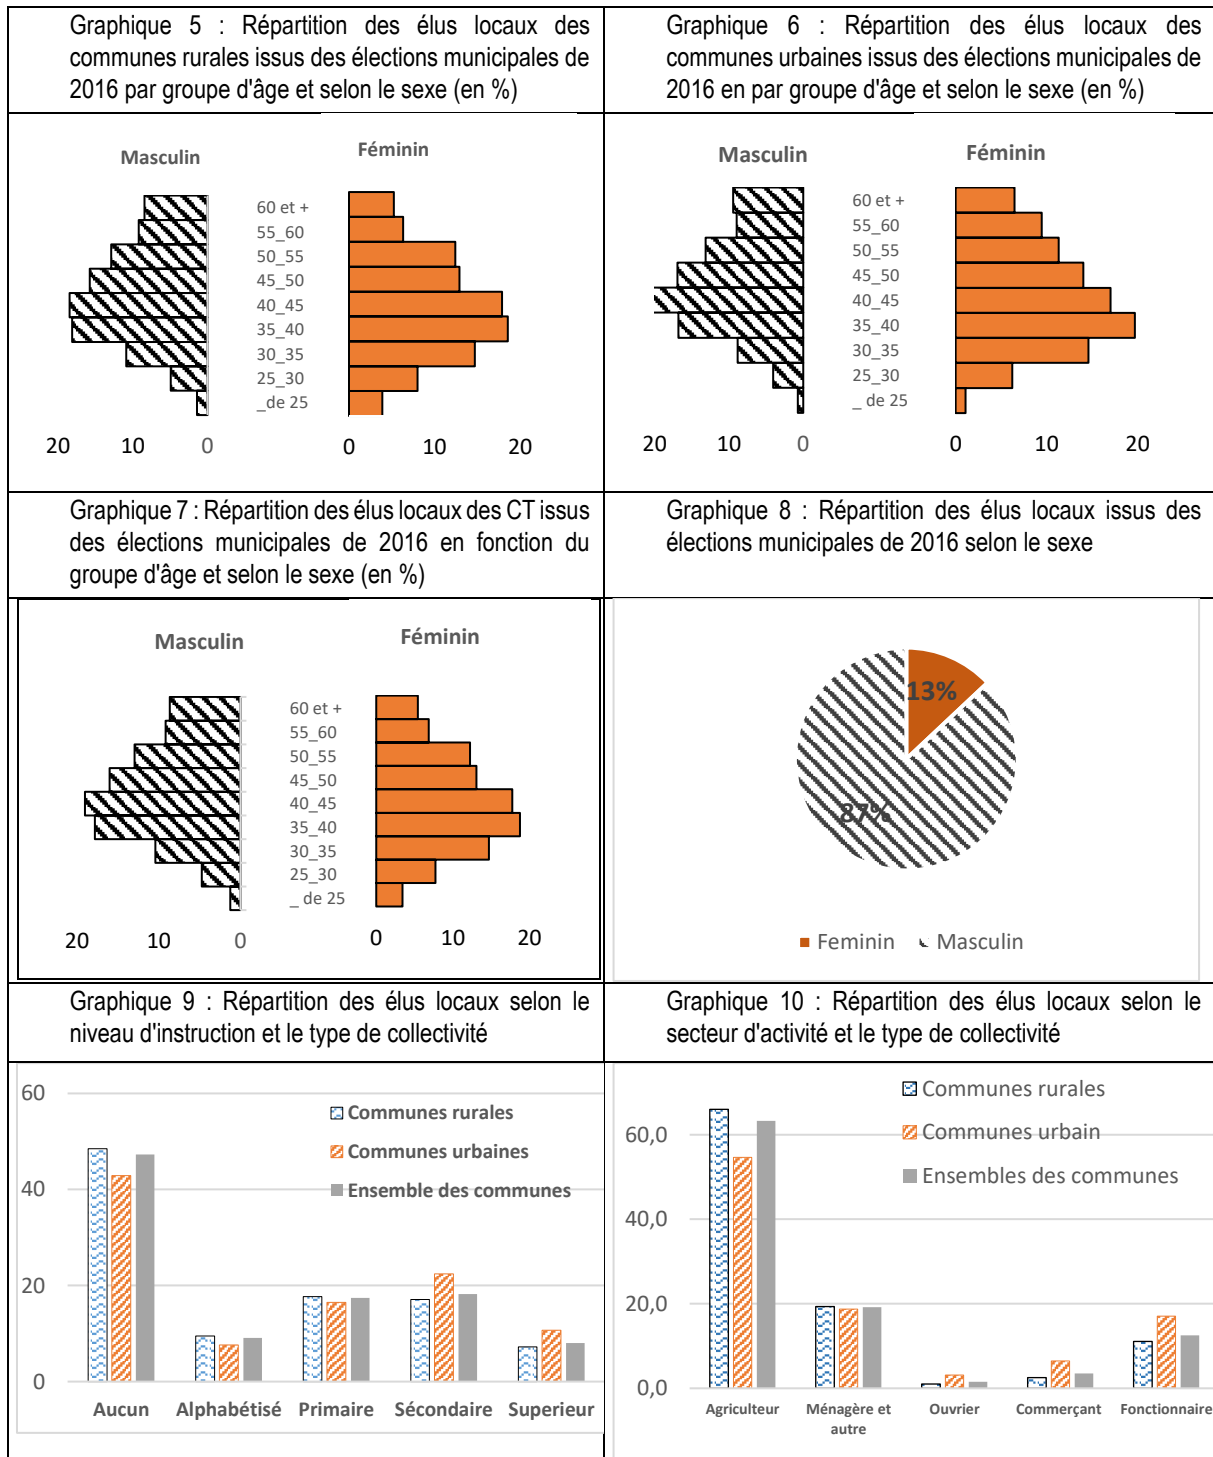 Graphique 5 : Répartition des élus locaux des
communes rurales issus des élections municipales de
2016 par groupe d'âge et selon le sexe (en %)
Graphique 6 : Répartition des élus locaux des
communes urbaines issus des élections municipales de
2016 en par groupe d'âge et selon le sexe (en %)
Masculin
Féminin
60 et +
55_60
50_55
45_50
40_45
35_40
30_35
25_30
_de 25
20 10 0 0 10 20
Masculin
Féminin
60 et +
55_60
50_55
45_50
40_45
35_40
30_35
25_30
_ de 25
20 10 0 0 10 20
Graphique 7 : Répartition des élus locaux des CT issus
des élections municipales de 2016 en fonction du
groupe d'âge et selon le sexe (en %)
Graphique 8 : Répartition des élus locaux issus des
élections municipales de 2016 selon le sexe
Masculin
Féminin
60 et +
55_60
50_55
45_50
40_45
35_40
30_35
25_30
_ de 25
20 10 0 0 10 20
13%
87%
Feminin Masculin
Graphique 9 : Répartition des élus locaux selon le
niveau d'instruction et le type de collectivité
Graphique 10 : Répartition des élus locaux selon le
secteur d'activité et le type de collectivité
60
40
20
0
Communes rurales
Communes urbaines
Ensemble des communes
Aucun Alphabétisé Primaire Sécondaire Superieur
60,0
40,0
20,0
0,0
Communes rurales
Communes urbain
Ensembles des communes
Agriculteur Ménagère et Ouvrier Commerçant Fonctionnaire
autre